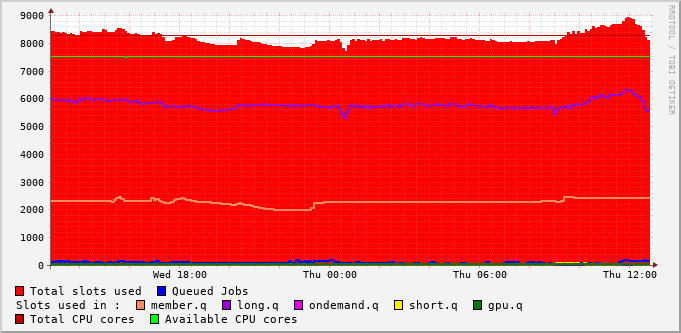 RRDTOOL / TOBI OETIKER
9000
8000
7000
6000
5000
4000
3000
2000
1000
0
Wed 18:00 Thu 00:00 Thu 06:00 Thu 12:00
Total slots used Queued Jobs
Slots used in : member.q long.q ondemand.q short.q gpu.q
Total CPU cores Available CPU cores